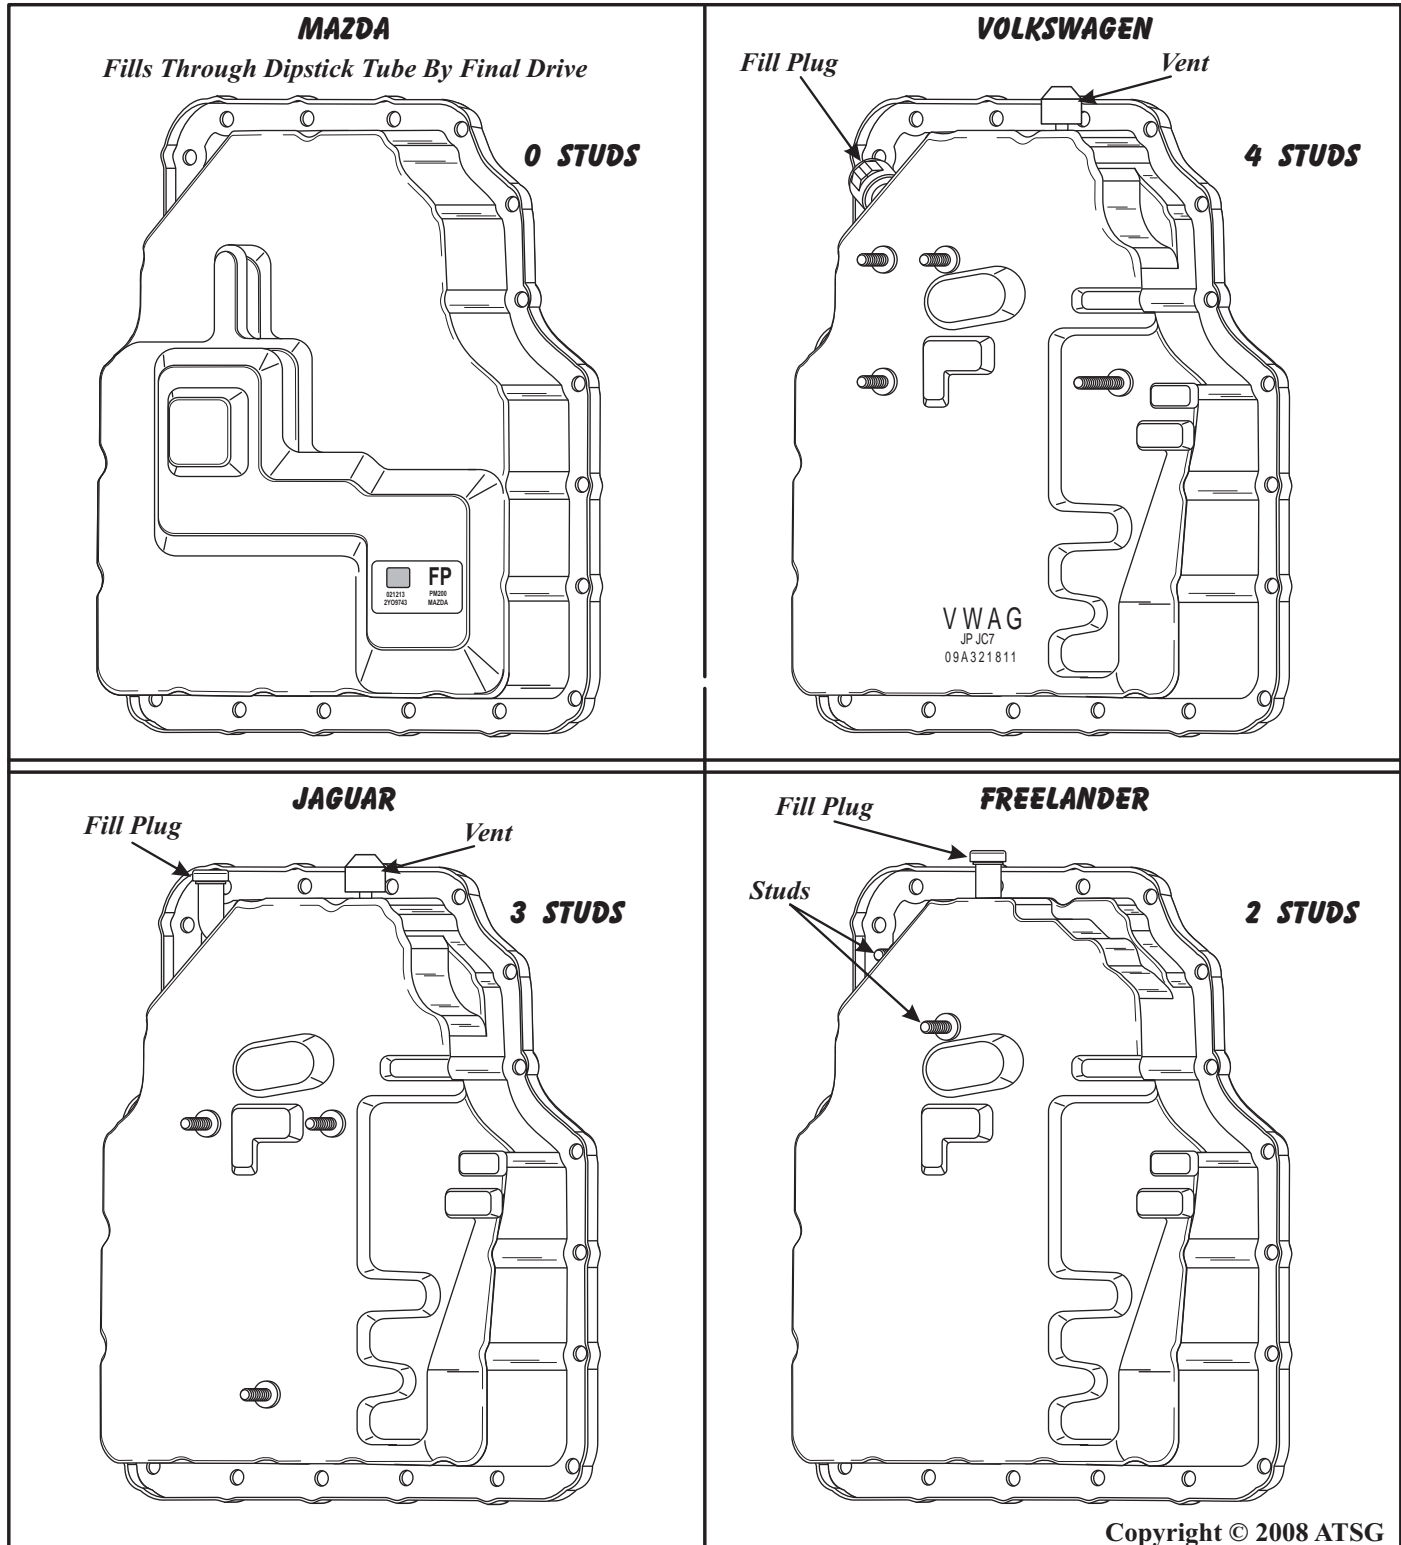 MAZDA
Fills Through Dipstick Tube By Final Drive
0 STUDS
FP
021213 PM200
2YO9743 MAZDA
VOLKSWAGEN
Fill Plug
Vent
4 STUDS
VWAG
JP JC7
09A321811
JAGUAR
Fill Plug
Vent
3 STUDS
FREELANDER
Fill Plug
Studs
2 STUDS
Copyright © 2008 ATSG